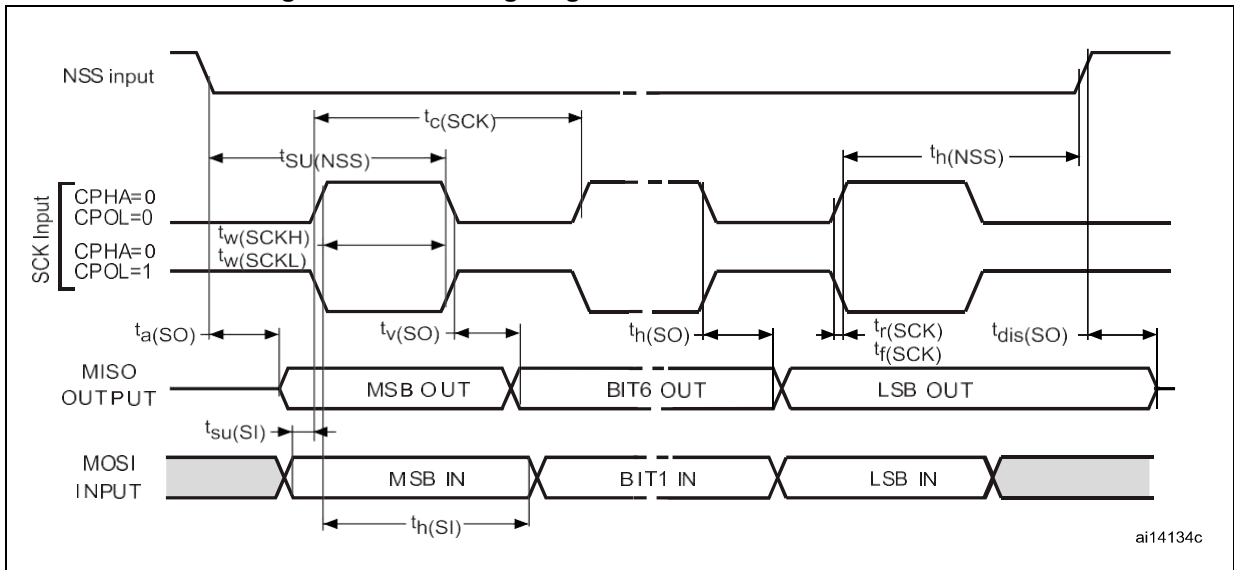 NSS input
tc(SCK)
tSU(NSS)
th(NSS)
SCK Input
CPHA=0
CPOL=0
CPHA=0
CPOL=1
tw(SCKH)
tw(SCKL)
ta(SO)
tv(SO)
th(SO)
tr(SCK)
tf(SCK)
tdis(SO)
MISO
OUTPUT
MSB OUT
BIT6 OUT
LSB OUT
tsu(SI)
MOSI
INPUT
MSB IN
BIT1 IN
LSB IN
th(SI)
ai14134c